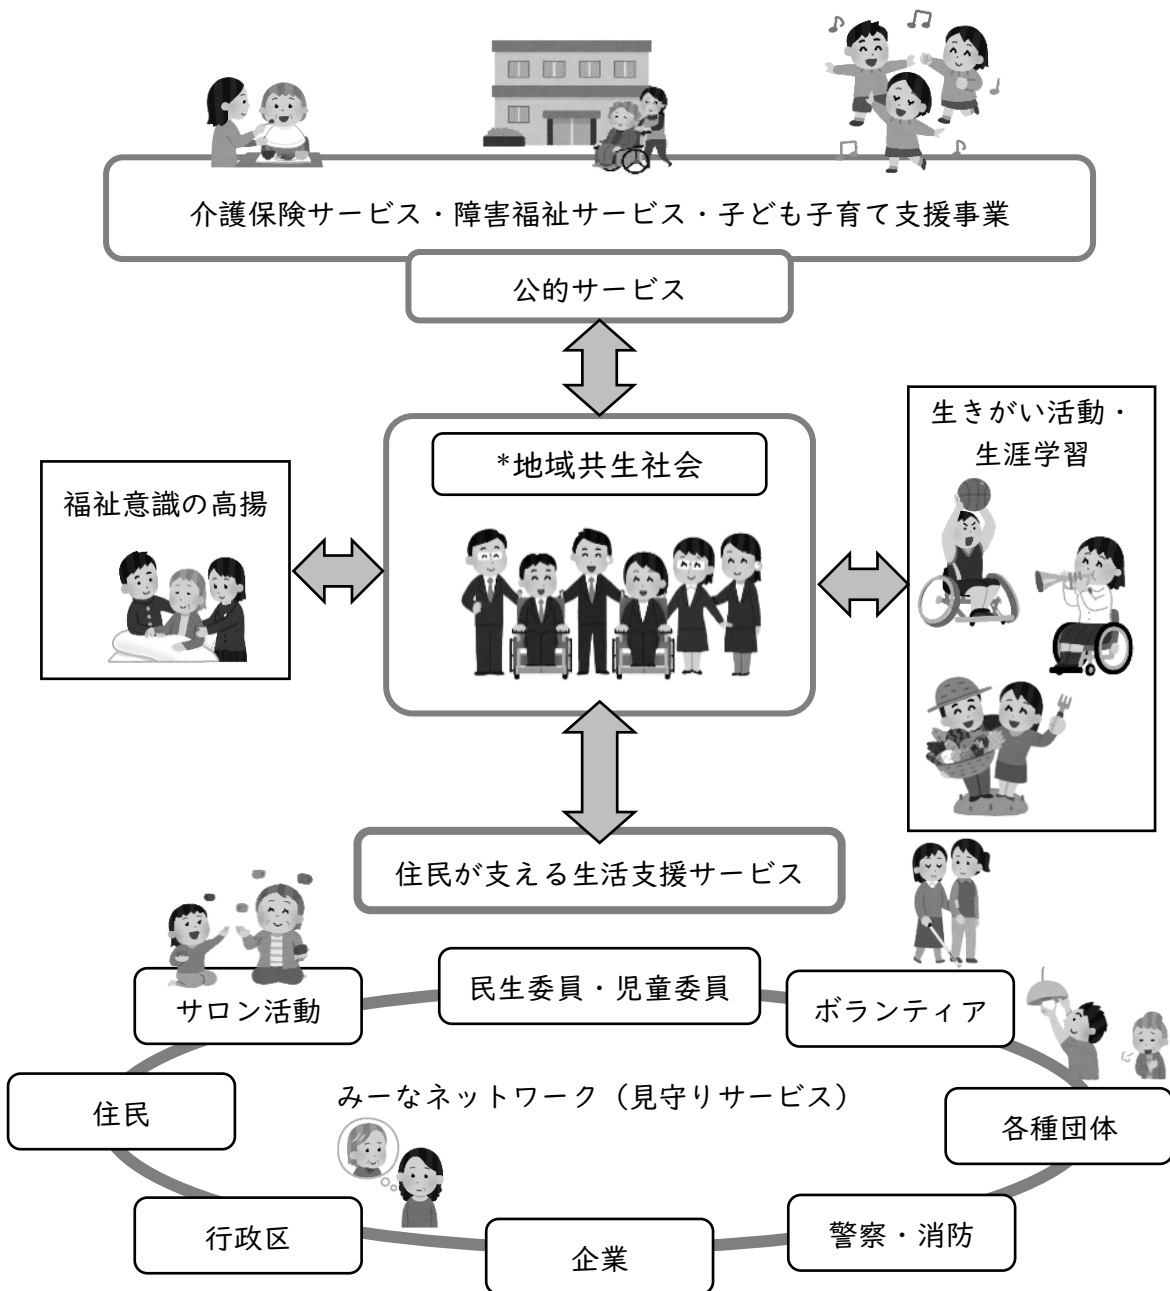 介護保険サービス・障害福祉サービス・子ども子育て支援事業
公的サービス
*地域共生社会
福祉意識の高揚
生きがい活動・
生涯学習
住民が支える生活支援サービス
サロン活動
民生委員・児童委員
ボランティア
住民
みーなネットワーク（見守りサービス）
各種団体
行政区
企業
警察・消防